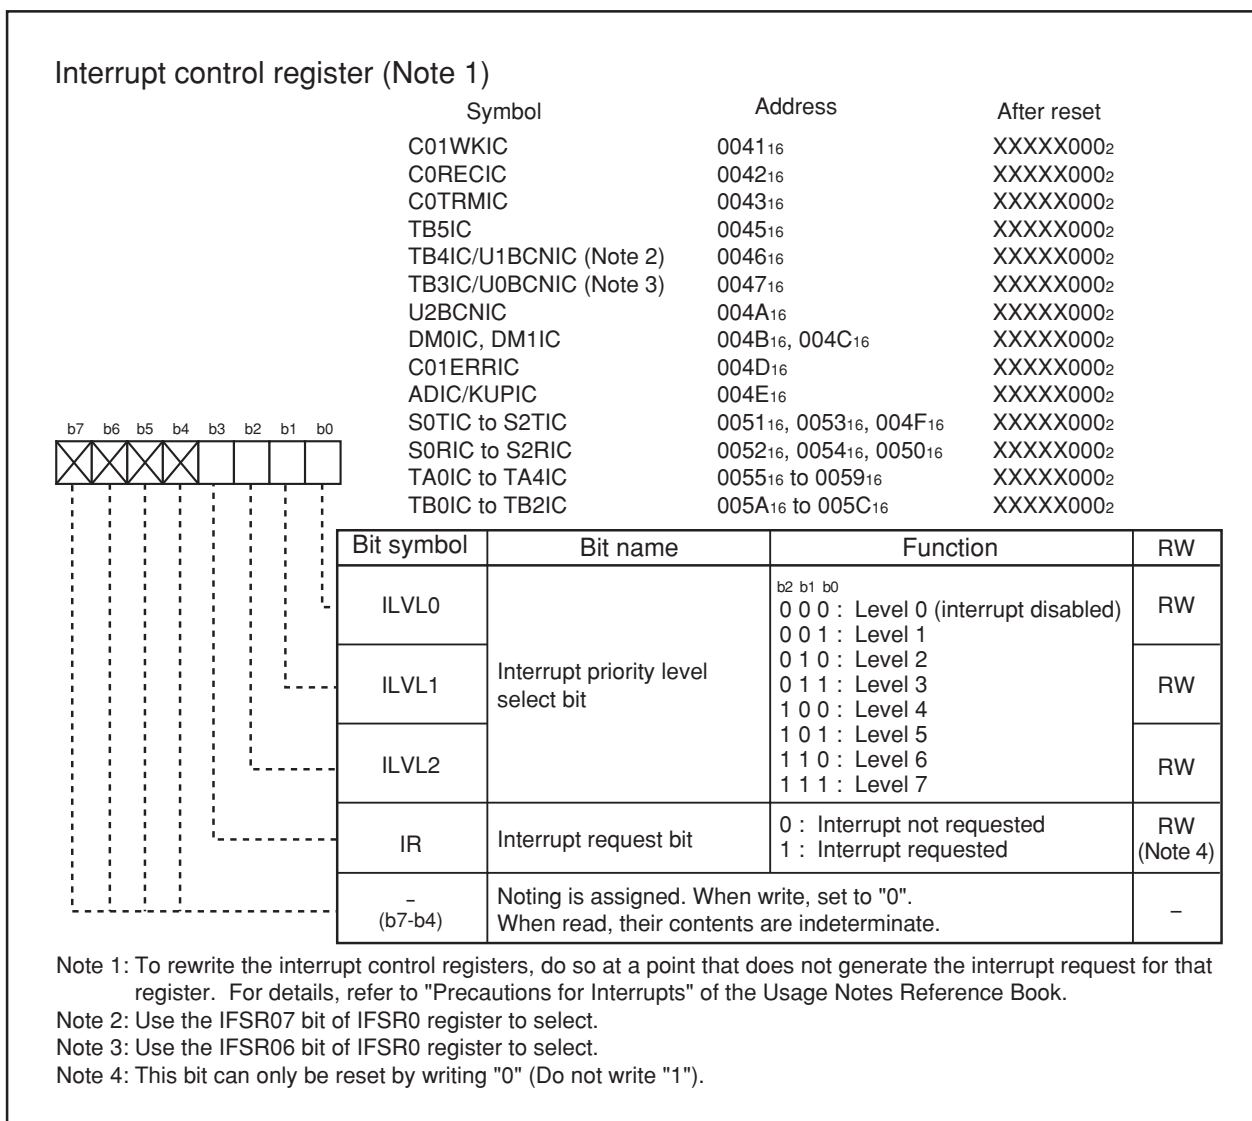 Interrupt control register (Note 1)
Symbol Address After reset
C01WKIC 004116 XXXXX0002
C0RECIC 004216 XXXXX0002
C0TRMIC 004316 XXXXX0002
TB5IC 004516 XXXXX0002
TB4IC/U1BCNIC (Note 2) 004616 XXXXX0002
TB3IC/U0BCNIC (Note 3) 004716 XXXXX0002
U2BCNIC 004A16 XXXXX0002
DM0IC, DM1IC 004B16, 004C16 XXXXX0002
C01ERRIC 004D16 XXXXX0002
ADIC/KUPIC 004E16 XXXXX0002
S0TIC to S2TIC 005116, 005316, 004F16 XXXXX0002
S0RIC to S2RIC 005216, 005416, 005016 XXXXX0002
TA0IC to TA4IC 005516 to 005916 XXXXX0002
TB0IC to TB2IC 005A16 to 005C16 XXXXX0002
b7 b6 b5 b4 b3 b2 b1 b0
Bit symbol Bit name Function RW
ILVL0 RW
ILVL1 RW
ILVL2 RW
Interrupt priority level
select bit
b2 b1 b0
0 0 0 : Level 0 (interrupt disabled)
0 0 1 : Level 1
0 1 0 : Level 2
0 1 1 : Level 3
1 0 0 : Level 4
1 0 1 : Level 5
1 1 0 : Level 6
1 1 1 : Level 7
IR Interrupt request bit
0 : Interrupt not requested
1 : Interrupt requested
RW
(Note 4)
–
(b7-b4)
Noting is assigned. When write, set to "0".
When read, their contents are indeterminate.
–
Note 1: To rewrite the interrupt control registers, do so at a point that does not generate the interrupt request for that
register. For details, refer to "Precautions for Interrupts" of the Usage Notes Reference Book.
Note 2: Use the IFSR07 bit of IFSR0 register to select.
Note 3: Use the IFSR06 bit of IFSR0 register to select.
Note 4: This bit can only be reset by writing "0" (Do not write "1").